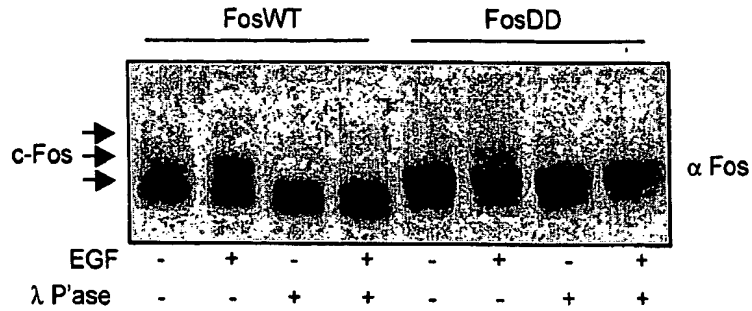 FosWT FosDD
c-Fos
α Fos
EGF - + - + - + - +
λ P'ase - - + + - - + +